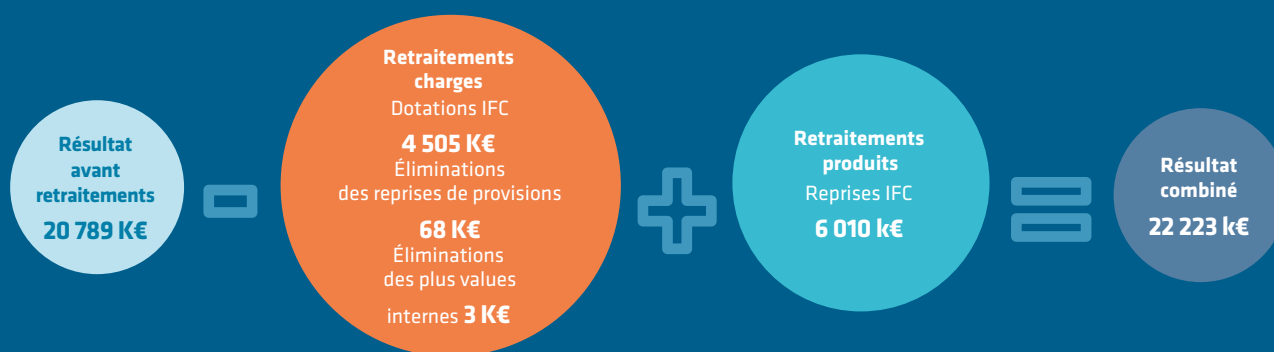 Résultat
avant
retraitements
20 789 K€
Retraitements
charges
Dotations IFC
4 505 K€
Éliminations
des reprises de provisions
68 K€
Éliminations
des plus values
internes 3 K€
Retraitements
produits
Reprises IFC
6 010 k€
Résultat
combiné
22 223 k€